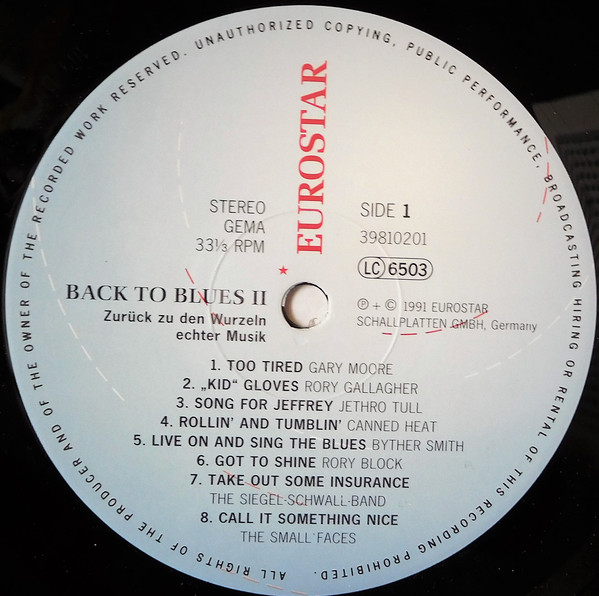 ALL RIGHTS OF THE PRODUCER AND OF THE OWNER OF THE RECORDED WORK RESERVED. UNAUTHORIZED COPYING, PUBLIC PERFORMANCE, BROADCASTING HIRING OR RENTAL OF THIS RECORDING PROHIBITED.
EUROSTAR
STEREO
GEMA
33⅓ RPM
SIDE 1
39810201
LC 6503
BACK TO BLUES II
Zurück zu den Wurzeln
echter Musik
℗ + © 1991 EUROSTAR
SCHALLPLATTEN GMBH, Germany
1. TOO TIRED GARY MOORE
2. „KID" GLOVES RORY GALLAGHER
3. SONG FOR JEFFREY JETHRO TULL
4. ROLLIN' AND TUMBLIN' CANNED HEAT
5. LIVE ON AND SING THE BLUES BYTHER SMITH
6. GOT TO SHINE RORY BLOCK
7. TAKE OUT SOME INSURANCE
THE SIEGEL-SCHWALL-BAND
8. CALL IT SOMETHING NICE
THE SMALL FACES